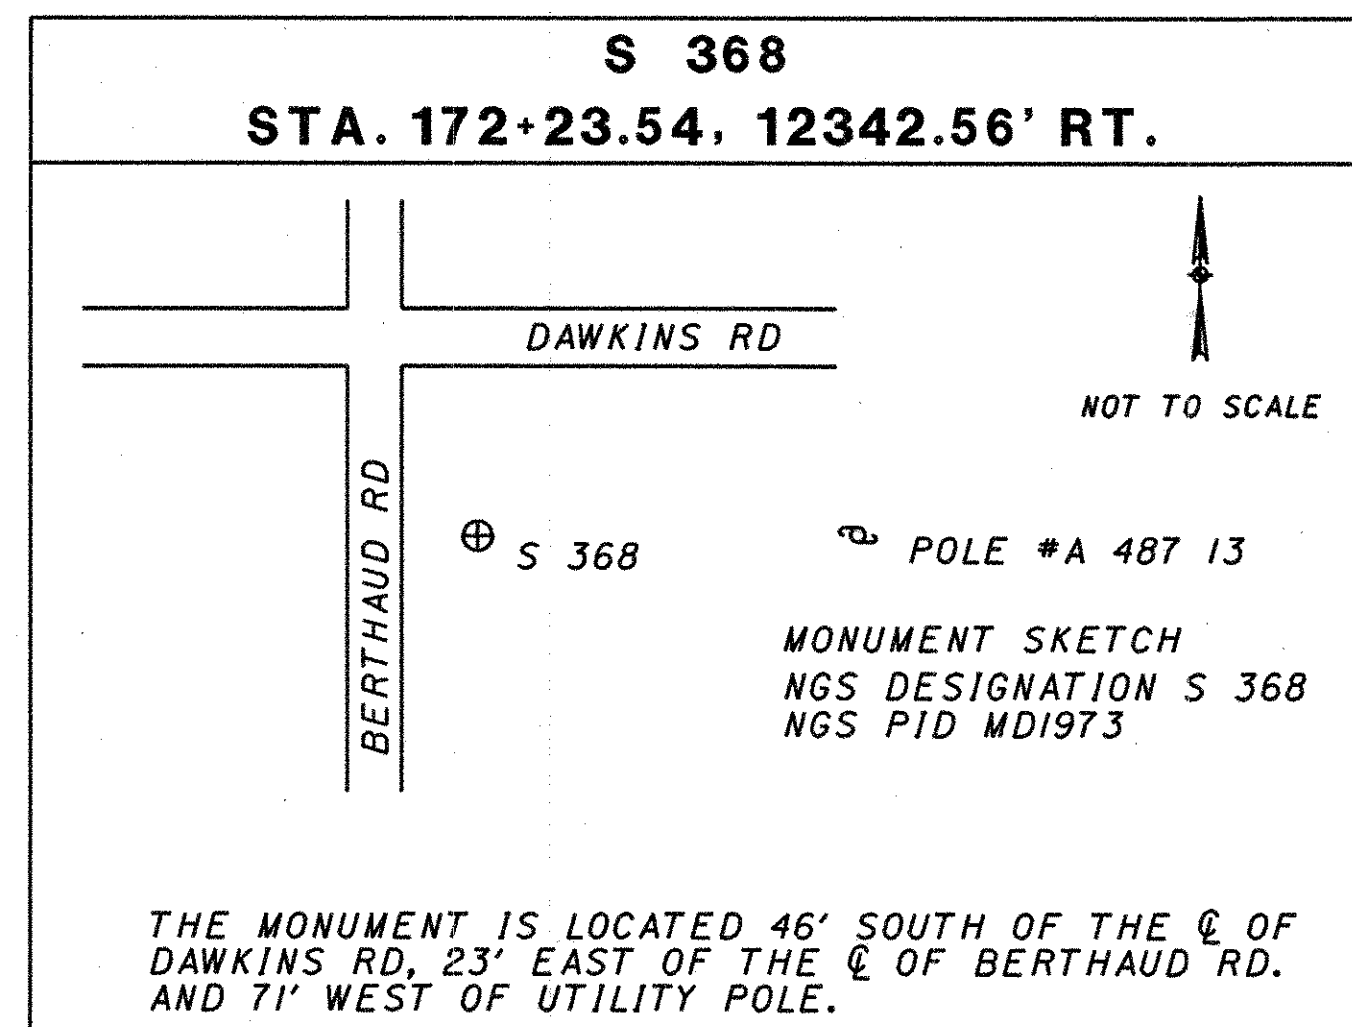 S 368
STA. 172+23.54, 12342.56' RT.
DAWKINS RD
NOT TO SCALE
BERTHAUD RD
S 368
POLE #A 487 13
MONUMENT SKETCH
NGS DESIGNATION S 368
NGS PID MD1973
THE MONUMENT IS LOCATED 46' SOUTH OF THE ℄ OF
DAWKINS RD, 23' EAST OF THE ℄ OF BERTHAUD RD.
AND 71' WEST OF UTILITY POLE.